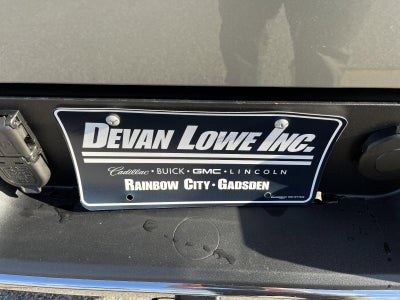 DEVAN LOWE INC.
Cadillac · BUICK · GMC · LINCOLN
RAINBOW CITY · GADSDEN